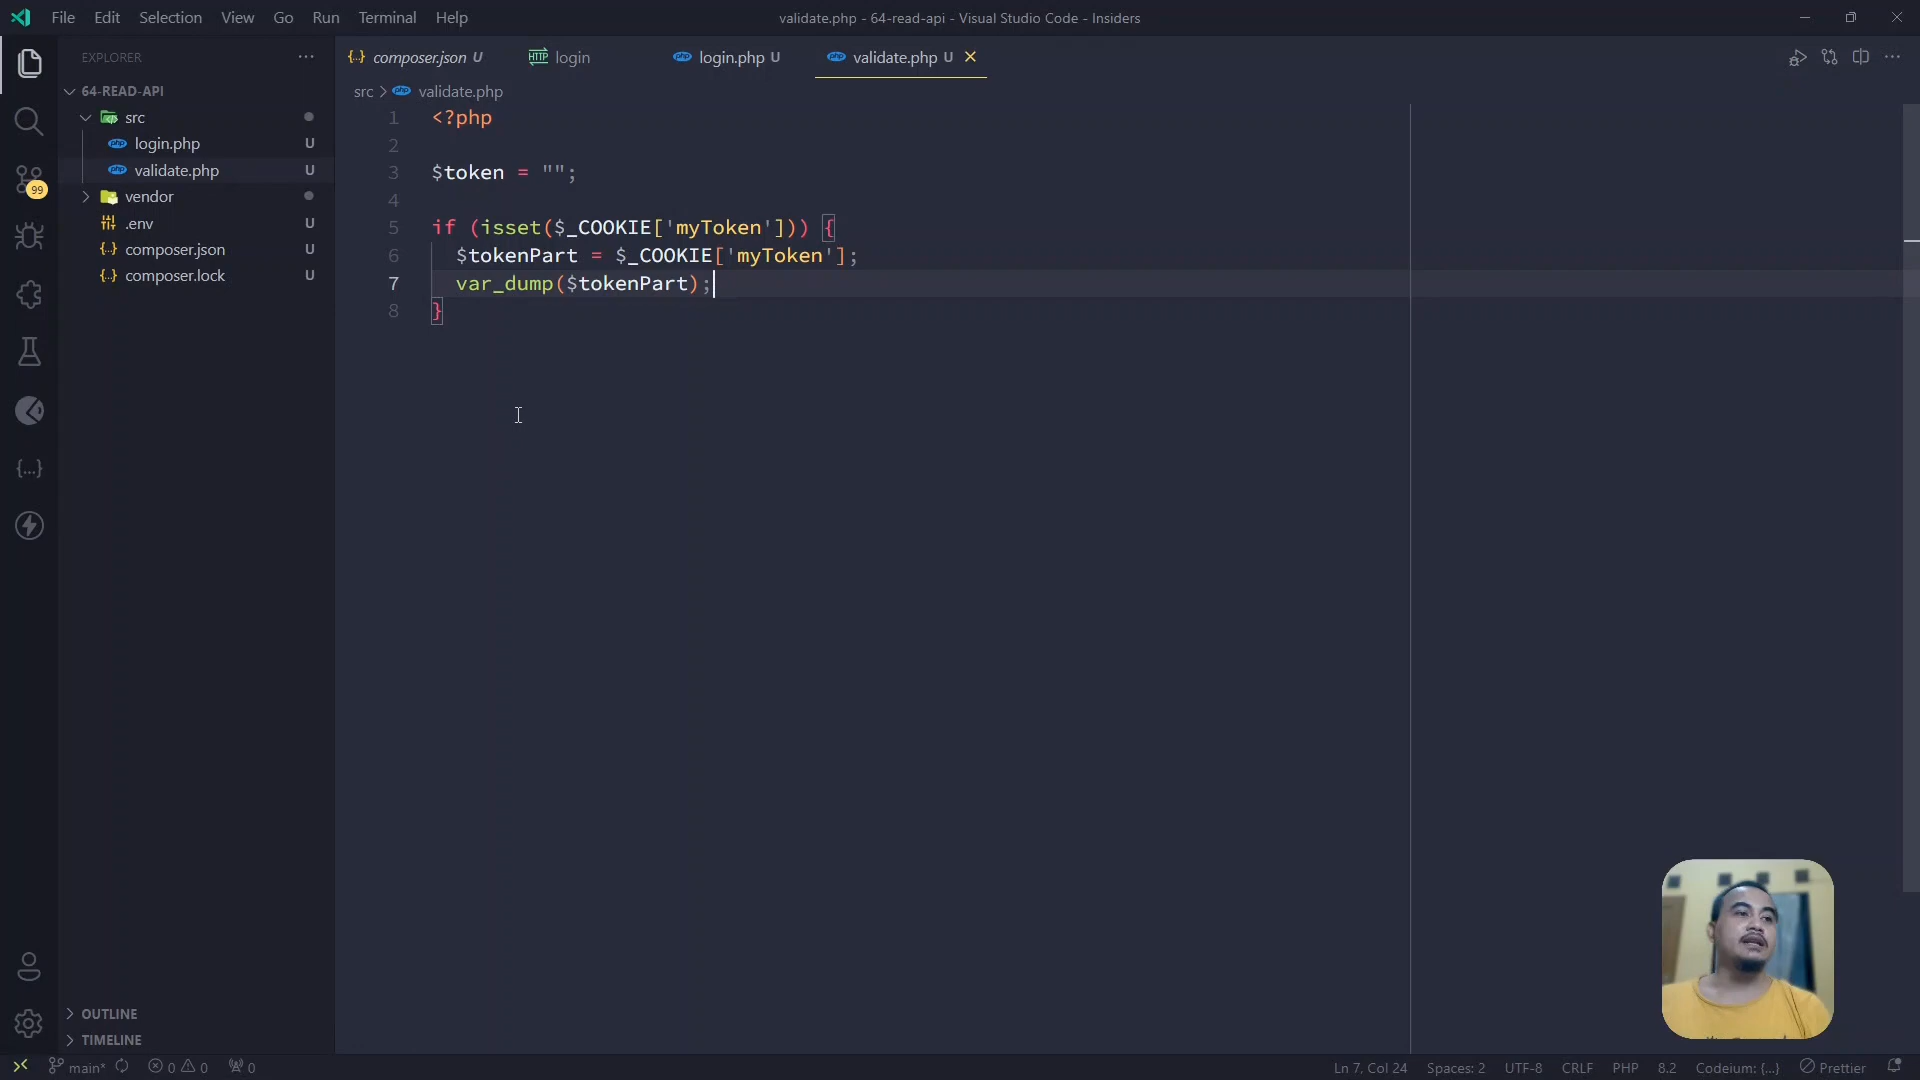 File Edit Selection View Go Run Terminal Help
validate.php - 64-read-api - Visual Studio Code - Insiders
EXPLORER
composer.json U
login
login.php U
validate.php U
64-READ-API
src > validate.php
src
login.php U
validate.php U
vendor
.env U
composer.json U
composer.lock U
99
1 <?php
2
3 $token = "";
4
5 if (isset($_COOKIE['myToken'])) {
6 $tokenPart = $_COOKIE['myToken'];
7 var_dump($tokenPart);
8 }
OUTLINE
TIMELINE
main* 0 0 0
Ln 7, Col 24 Spaces: 2 UTF-8 CRLF PHP 8.2 Codeium: {...} Prettier